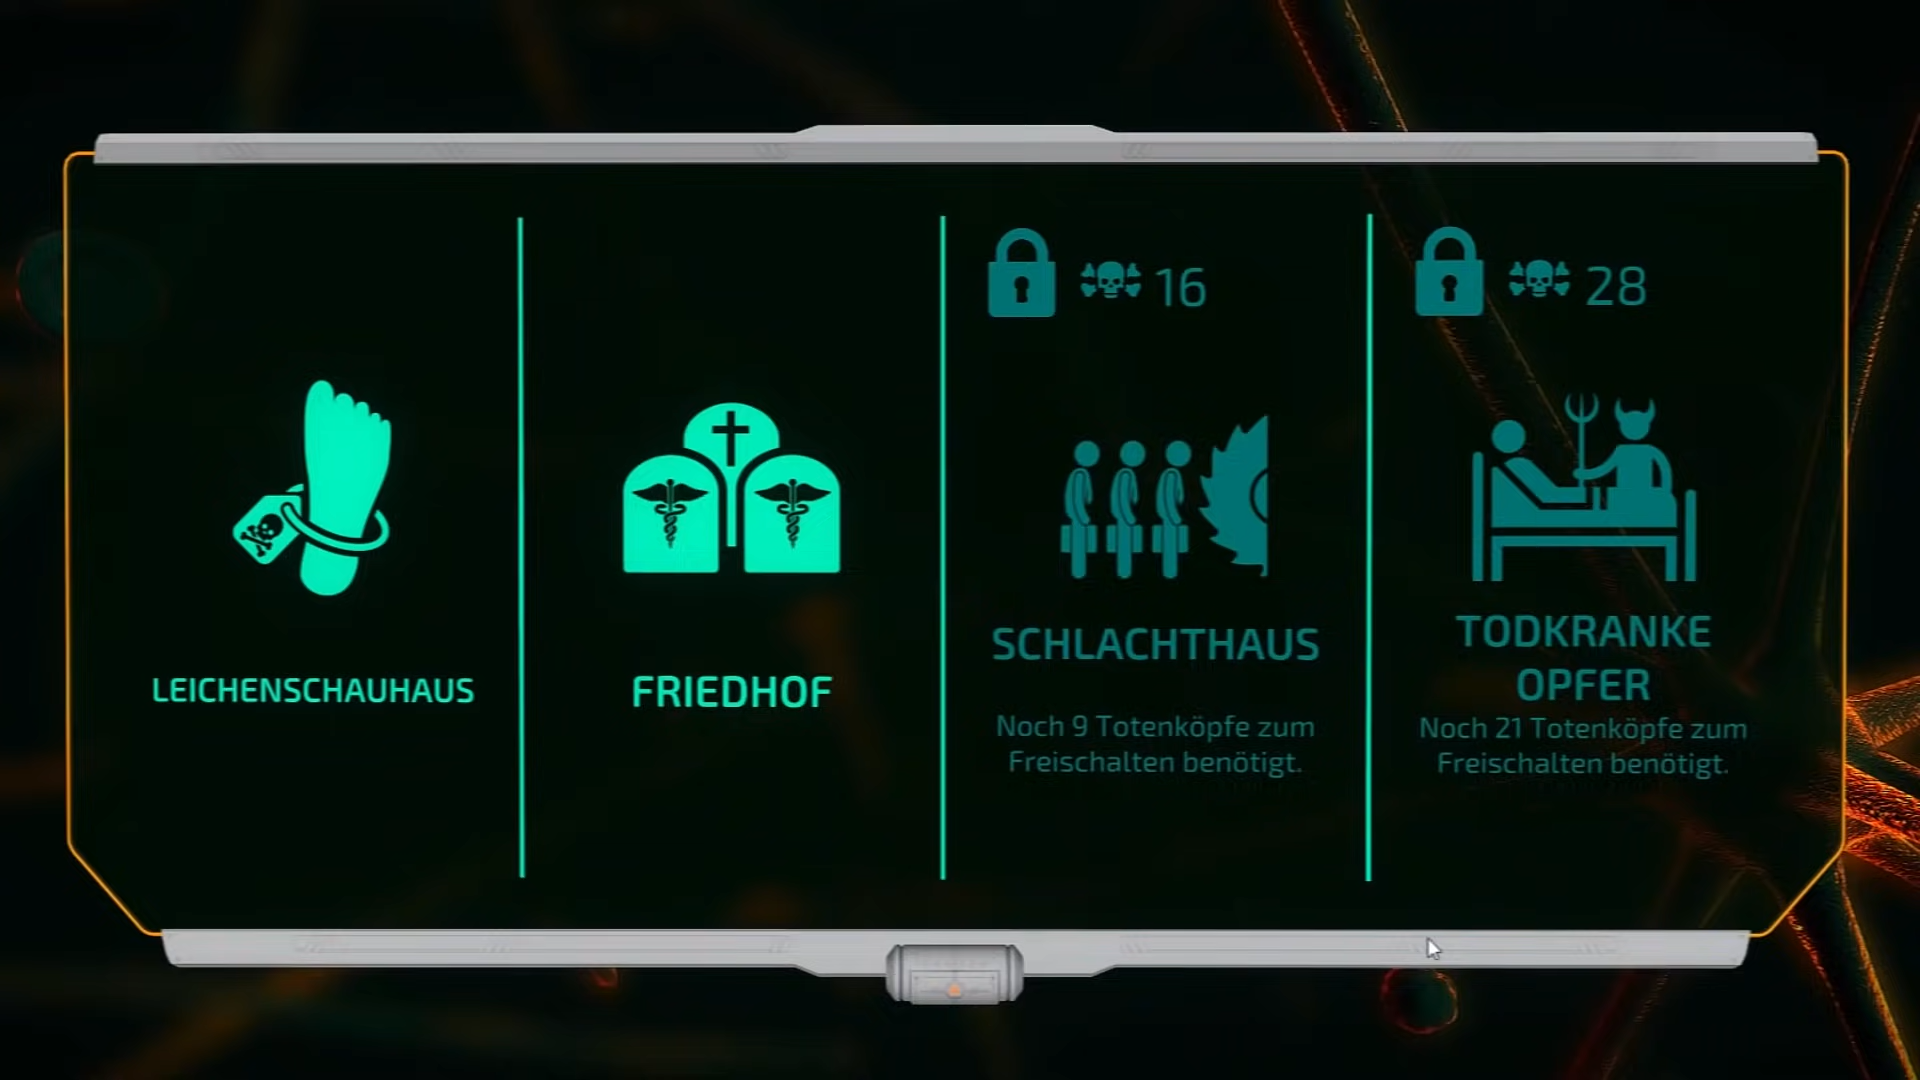 LEICHENSCHAUHAUS
FRIEDHOF
16
SCHLACHTHAUS
Noch 9 Totenköpfe zum
Freischalten benötigt.
28
TODKRANKE
OPFER
Noch 21 Totenköpfe zum
Freischalten benötigt.